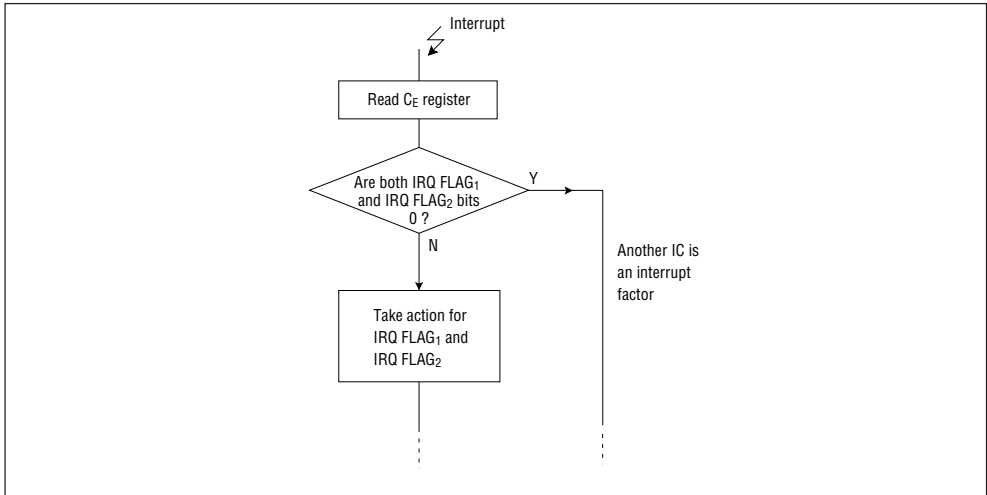 Interrupt
Read CE register
Are both IRQ FLAG1
and IRQ FLAG2 bits
0 ?
Y
N
Another IC is
an interrupt
factor
Take action for
IRQ FLAG1 and
IRQ FLAG2